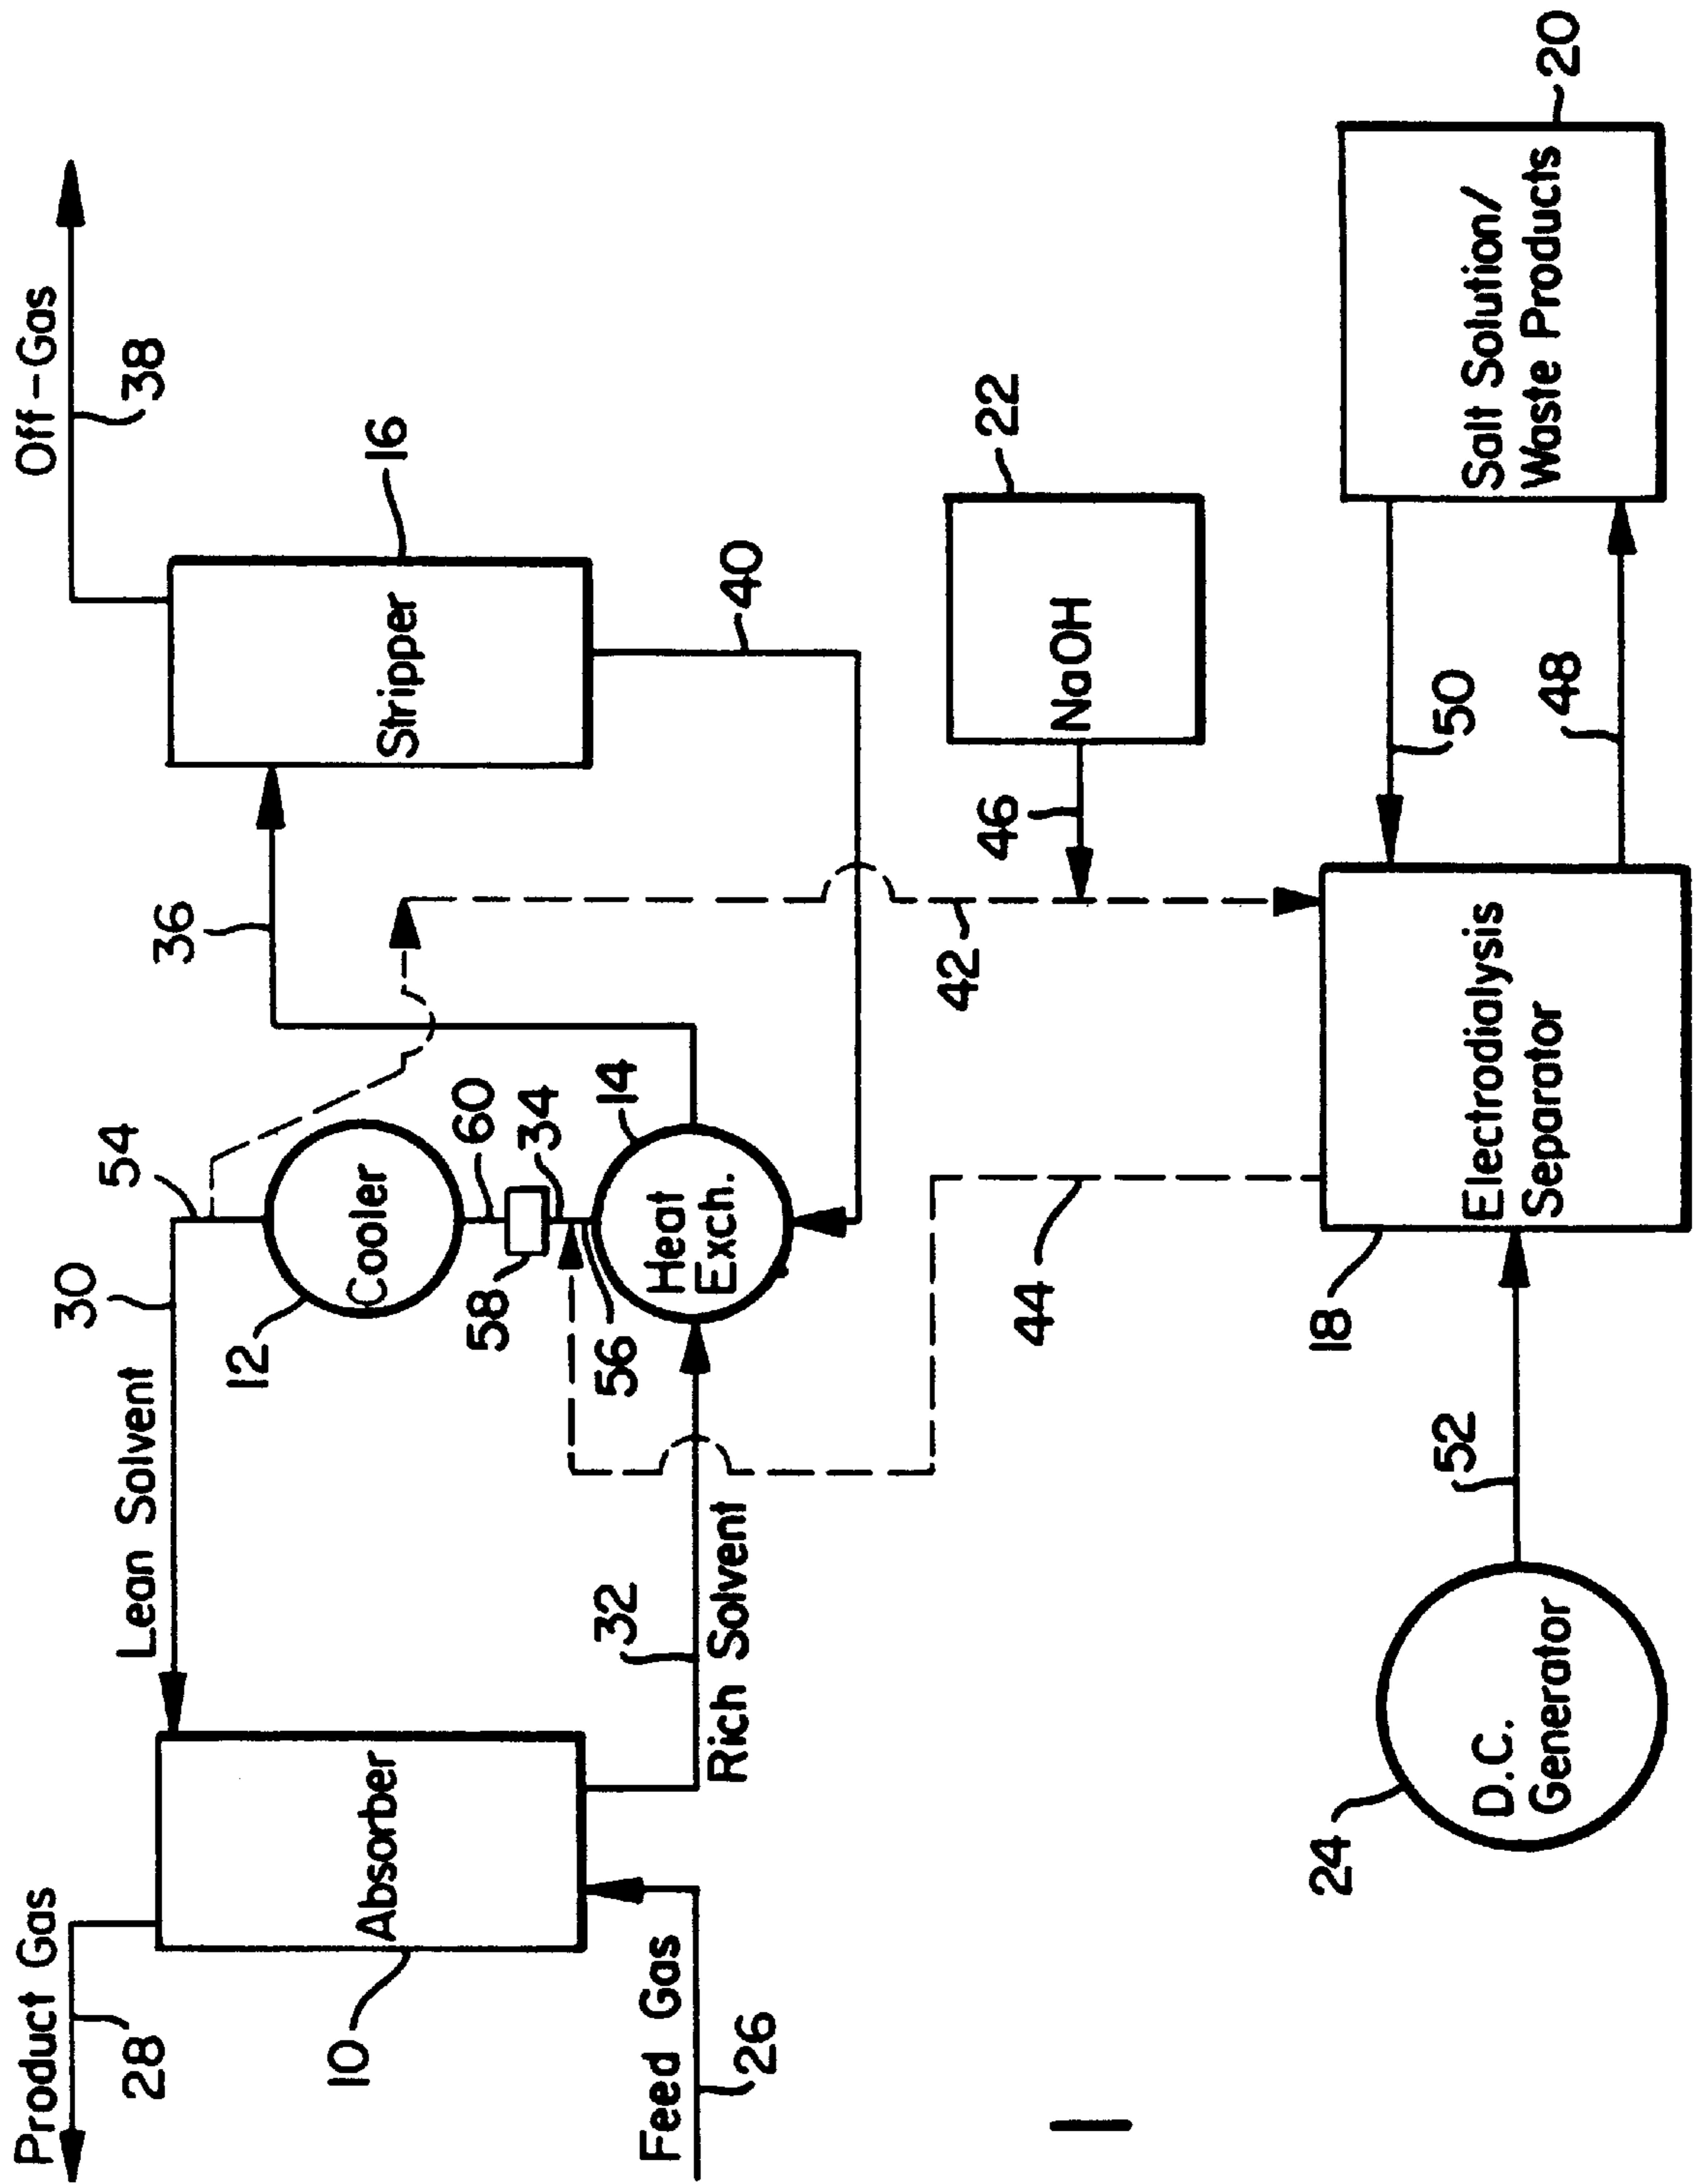 Product Gas
28
Off-Gas
38
Lean Solvent
30
54
36
Absorber
10
Cooler
12
Stripper
16
60
34
58
56
14
Heat
Exch.
40
Feed Gas
26
32
Rich Solvent
42
46
NaOH
22
44
D.C.
Generator
24
52
18
Electrodialysis
Separator
50
48
Salt Solution/
Waste Products
20